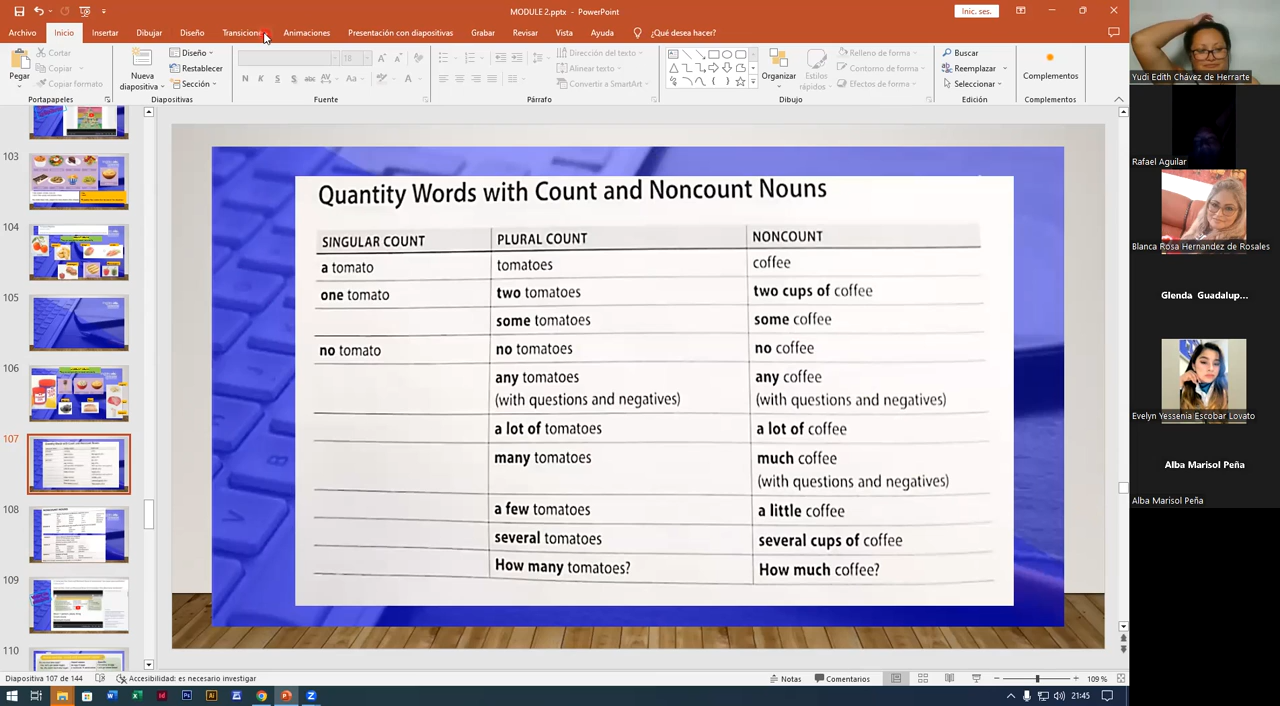 MODULE 2.pptx - PowerPoint
Inic. ses.
Archivo Inicio Insertar Dibujar Diseño Transiciones Animaciones Presentación con diapositivas Grabar Revisar Vista Ayuda ¿Qué desea hacer?
Pegar
Cortar
Copiar
Copiar formato
Portapapeles
Nueva diapositiva
Diseño
Restablecer
Sección
Diapositivas
Fuente
Dirección del texto
Alinear texto
Convertir a SmartArt
Párrafo
Organizar
Estilos rápidos
Relleno de forma
Contorno de forma
Efectos de forma
Dibujo
Buscar
Reemplazar
Seleccionar
Edición
Complementos
Complementos
103
104
105
106
107
108
109
110
Quantity Words with Count and Noncount Nouns
SINGULAR COUNT PLURAL COUNT NONCOUNT
a tomato tomatoes coffee
one tomato two tomatoes two cups of coffee
some tomatoes some coffee
no tomato no tomatoes no coffee
any tomatoes any coffee
(with questions and negatives) (with questions and negatives)
a lot of tomatoes a lot of coffee
many tomatoes much coffee
(with questions and negatives)
a few tomatoes a little coffee
several tomatoes several cups of coffee
How many tomatoes? How much coffee?
Diapositiva 107 de 144 Accesibilidad: es necesario investigar
Notas Comentarios 109 %
21:45
Yudi Edith Chávez de Herrarte
Rafael Aguilar
Blanca Rosa Hernandez de Rosales
Glenda Guadalup...
Evelyn Yessenia Escobar Lovato
Alba Marisol Peña
Alba Marisol Peña